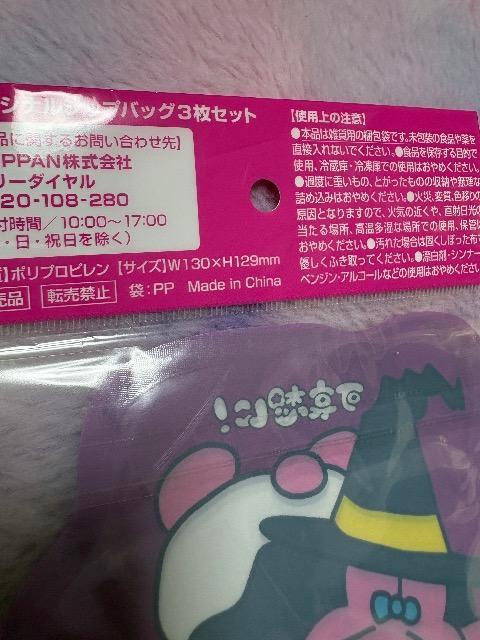 ジナルジップバッグ3枚セット
品に関するお問い合わせ先】
PPAN株式会社
リーダイヤル
20-108-280
付時間／10:00～17:00
・日・祝日を除く）
】ポリプロピレン【サイズ】W130×H129mm
売品 転売禁止 袋:PP Made in China
【使用上の注意】
●本品は雑貨用の梱包袋です。未包装の食品や薬を
直接入れないでください。●食品を保存する目的で
使用、冷蔵庫・冷凍庫での使用はおやめください。
●過度に重いもの、とがったものの収納や無理な
詰め込みはおやめください。●火災、変質、色移りの
原因となりますので、火気の近くや、直射日光の
当たる場所、高温多湿な場所での使用、保管は
おやめください。●汚れた場合は固くしぼった布で
優しくふき取ってください。●漂白剤・シンナー・
ベンジン・アルコールなどの使用はおやめください